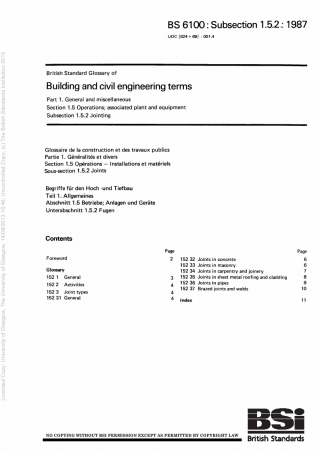 BS 6100 : Subsection 1.5.2 : 1987
UDC [624 + 69] : 001.4
British Standard Glossary of
Building and civil engineering terms
Part 1. General and miscellaneous
Section 1.5 Operations; associated plant and equipment
Subsection 1.5.2 Jointing
Glossaire de la construction et des travaux publics
Partie 1. Généralités et divers
Section 1.5 Opérations – Installations et matériels
Sous-section 1.5.2 Joints
Begriffe für den Hoch -und Tiefbau
Teil 1. Allgemeines
Abschnitt 1.5 Betriebe; Anlagen und Geräte
Unterabschnitt 1.5.2 Fugen
Contents
Page
Foreword 2
Glossary
152 1 General 3
152 2 Activities 4
152 3 Joint types 4
152 31 General 4
Page
152 32 Joints in concrete 6
152 33 Joints in masonry 6
152 34 Joints in carpentry and joinery 7
152 35 Joints in sheet metal roofing and cladding 8
152 36 Joints in pipes 9
152 37 Brazed joints and welds 10
Index 11
NO COPYING WITHOUT BSI PERMISSION EXCEPT AS PERMITTED BY COPYRIGHT LAW
BSi
British Standards
Licensed Copy: University of Glasgow, The University of Glasgow, 14/03/2013 10:46, Uncontrolled Copy, (c) The British Standards Institution 2013